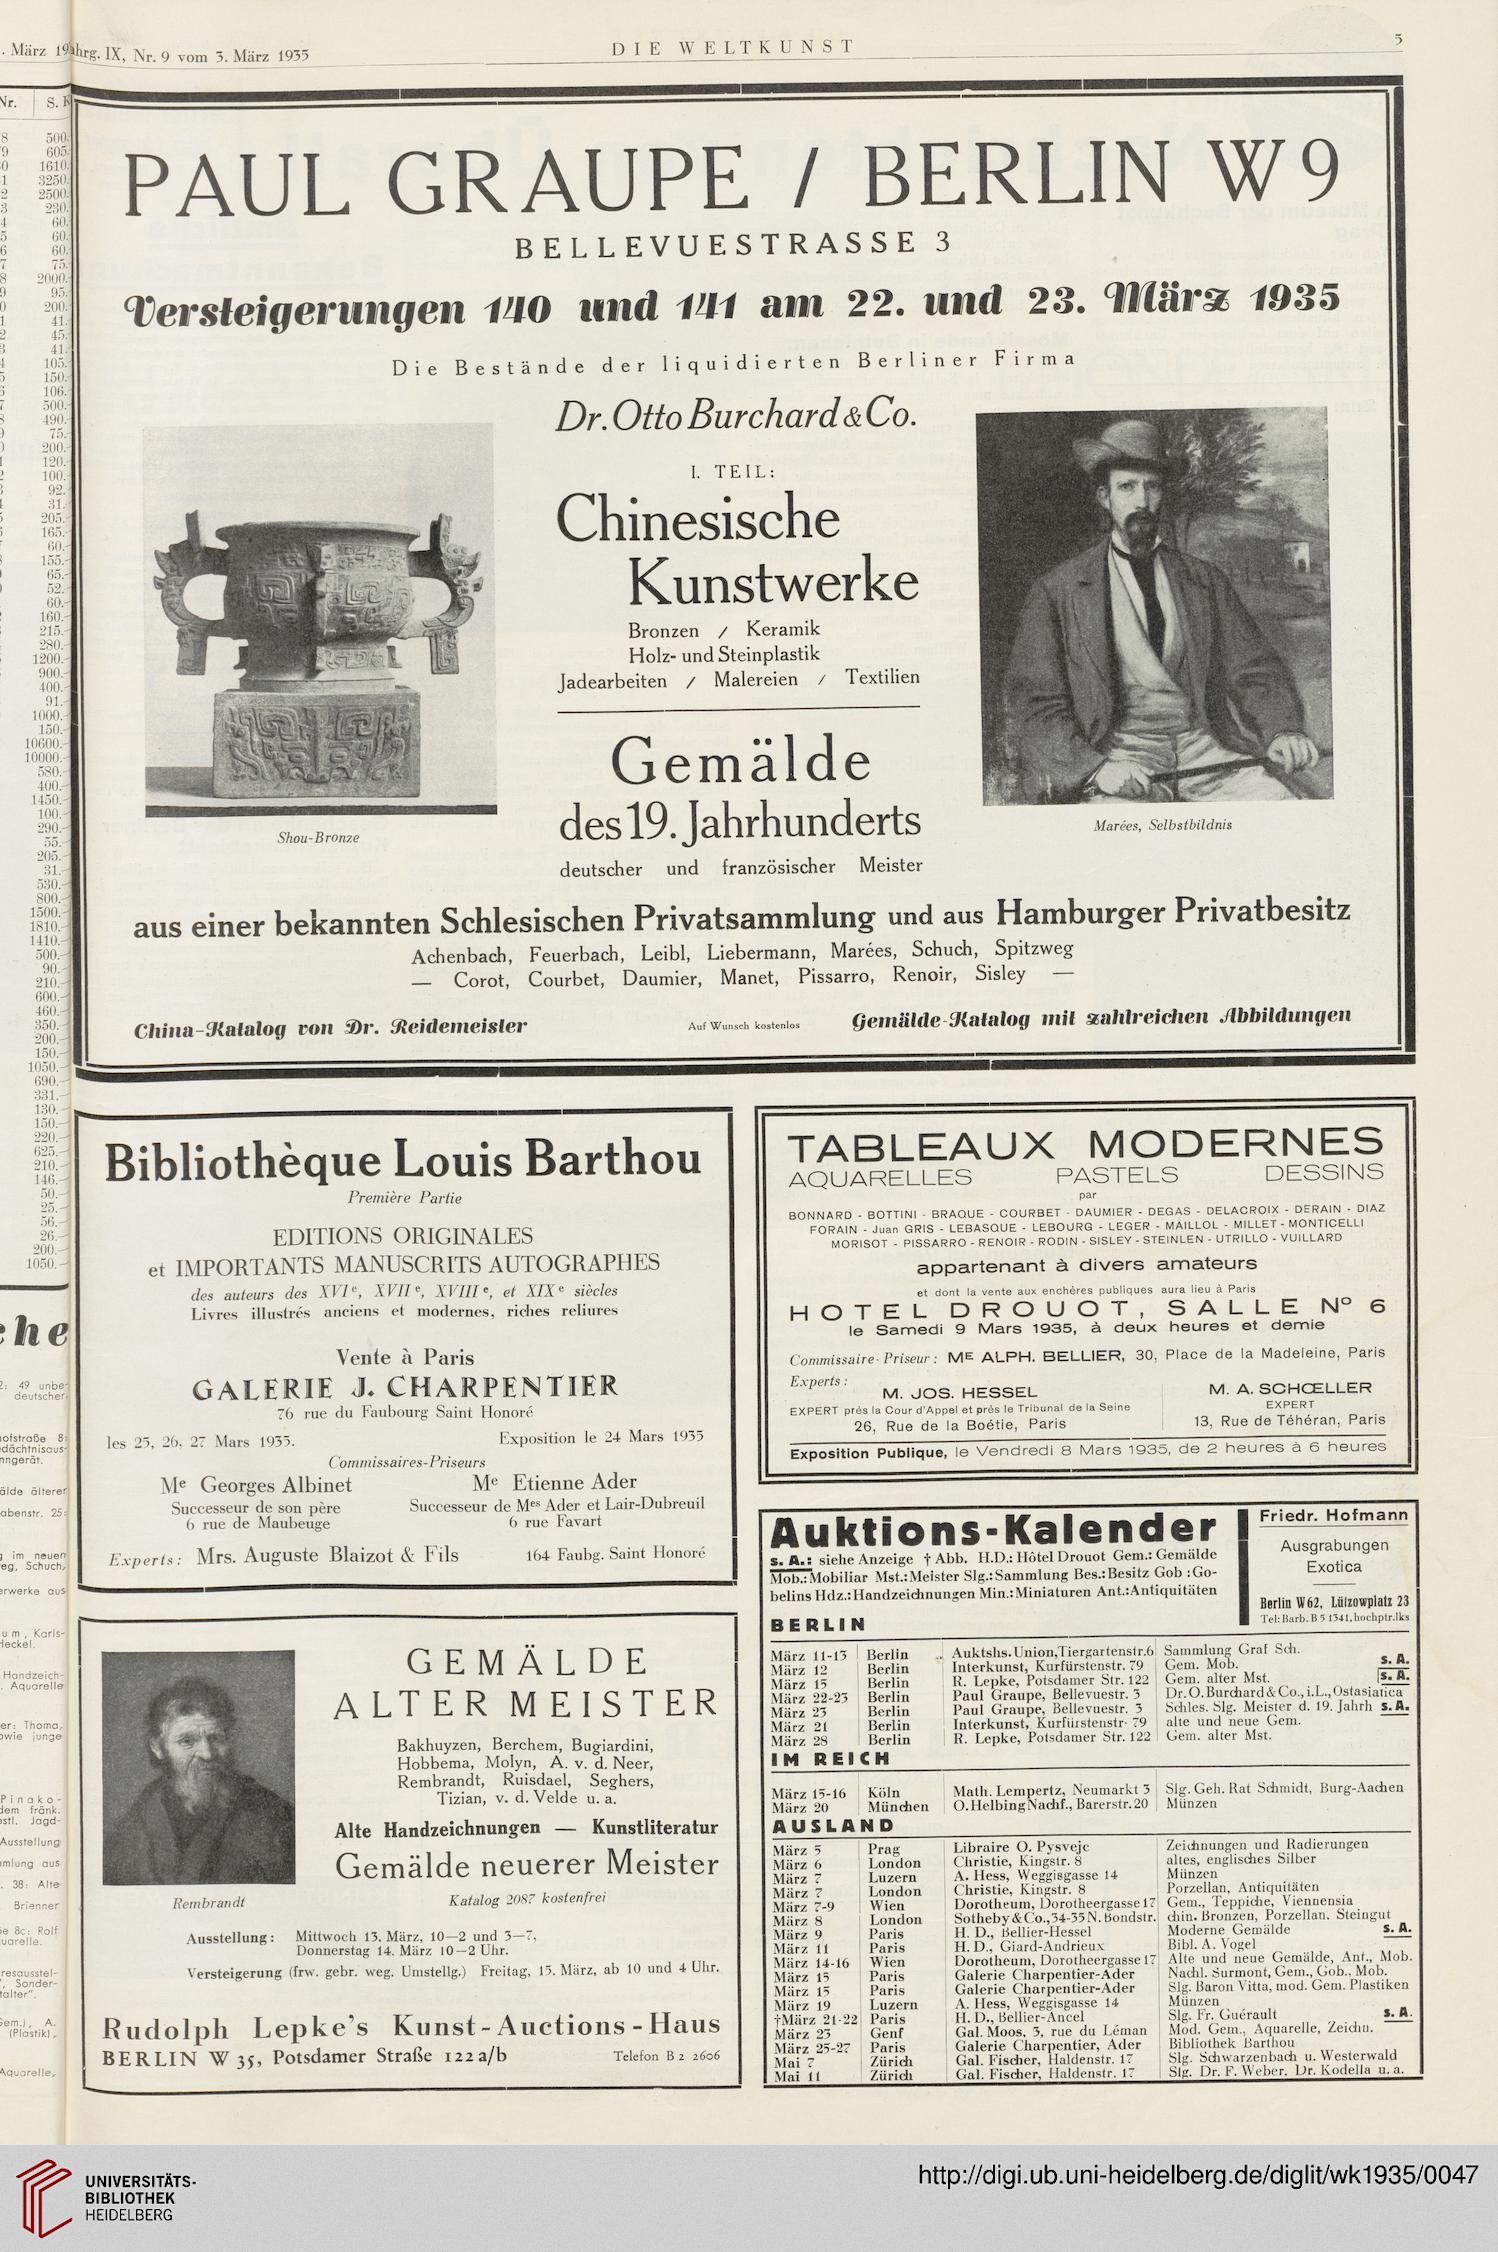 Jahrg. IX, Nr. 9 vom 3. März 1935
DIE WELTKUNST
5
PAUL GRAUPE / BERLIN W9
BELLEVUESTRASSE 3
Versteigerungen 140 und 141 am 22. und 23. März 1935
Die Bestände der liquidierten Berliner Firma
Dr. Otto Burchard & Co.
I. TEIL:
Chinesische
Kunstwerke
Bronzen / Keramik
Holz- und Steinplastik
Jadearbeiten / Malereien / Textilien
Shou-Bronze
Gemälde
des 19. Jahrhunderts
deutscher und französischer Meister
Marées, Selbstbildnis
aus einer bekannten Schlesischen Privatsammlung und aus Hamburger Privatbesitz
Achenbach, Feuerbach, Leibl, Liebermann, Marées, Schuch, Spitzweg
— Corot, Courbet, Daumier, Manet, Pissarro, Renoir, Sisley —
China-Katalog von Dr. Reidemeister
Auf Wunsch kostenlos
Gemälde-Katalog mit zahlreichen Abbildungen
Bibliothèque Louis Barthou
Première Partie
EDITIONS ORIGINALES
et IMPORTANTS MANUSCRITS AUTOGRAPHES
des auteurs des XVIe, XVIIe, XVIIIe, et XIXe siècles
Livres illustrés anciens et modernes, riches reliures
Vente à Paris
GALERIE J. CHARPENTIER
76 rue du Faubourg Saint Honoré
les 25, 26, 27 Mars 1935.
Exposition le 24 Mars 1935
Commissaires-Priseurs
Me Georges Albinet
Successeur de son père
6 rue de Maubeuge
Me Etienne Ader
Successeur de Mes Ader et Lair-Dubreuil
6 rue Favart
Experts: Mrs. Auguste Blaizot & Fils 164 Faubg. Saint Honoré
TABLEAUX MODERNES
AQUARELLES PASTELS DESSINS
par
BONNARD - BOTTINI - BRAQUE - COURBET - DAUMIER - DEGAS - DELACROIX - DERAIN - DIAZ
FORAIN - Juan GRIS - LEBASQUE - LEBOURG - LEGER - MAILLOL - MILLET - MONTICELLI
MORISOT - PISSARRO - RENOIR - RODIN - SISLEY - STEINLEN - UTRILLO - VUILLARD
appartenant à divers amateurs
et dont la vente aux enchères publiques aura lieu à Paris
HOTEL DROUOT, SALLE No 6
le Samedi 9 Mars 1935, à deux heures et demie
Commissaire-Priseur: ME ALPH. BELLIER, 30, Place de la Madeleine, Paris
Experts:
M. JOS. HESSEL
EXPERT près la Cour d'Appel et près le Tribunal de la Seine
26, Rue de la Boétie, Paris
M. A. SCHŒLLER
EXPERT
13, Rue de Téhéran, Paris
Exposition Publique, le Vendredi 8 Mars 1935, de 2 heures à 6 heures
Rembrandt
GEMÄLDE
ALTER MEISTER
Bakhuyzen, Berchem, Bugiardini,
Hobbema, Molyn, A. v. d. Neer,
Rembrandt, Ruisdael, Seghers,
Tizian, v. d. Velde u. a.
Alte Handzeichnungen — Kunstliteratur
Gemälde neuerer Meister
Katalog 2087 kostenfrei
Ausstellung: Mittwoch 13. März, 10—2 und 3—7,
Donnerstag 14. März 10—2 Uhr.
Versteigerung (frw. gebr. weg. Umstellg.) Freitag, 15. März, ab 10 und 4 Uhr.
Rudolph Lepke's Kunst-Auctions-Haus
BERLIN W 35, Potsdamer Straße 122 a/b Telefon B 2 2606
Auktions-Kalender
s. A.: siehe Anzeige † Abb. H.D.: Hôtel Drouot Gem.: Gemälde
Mob.: Mobiliar Mst.: Meister Slg.: Sammlung Bes.: Besitz Gob.: Go-
belins Hdz.: Handzeichnungen Min.: Miniaturen Ant.: Antiquitäten
Friedr. Hofmann
Ausgrabungen
Exotica
Berlin W 62, Lützowplatz 23
Tel: Barb. B 5 1341, hochptr. lks
BERLIN
März 11-13 Berlin Auktshs. Union, Tiergartenstr. 6 Sammlung Graf Sch.
März 12 Berlin Interkunst, Kurfürstenstr. 79 Gem. Mob. s. A.
März 15 Berlin R. Lepke, Potsdamer Str. 122 Gem. alter Mst. s. A.
März 22-23 Berlin Paul Graupe, Bellevuestr. 3 Dr. O. Burchard & Co., i. L., Ostasiatica
März 23 Berlin Paul Graupe, Bellevuestr. 3 Schles. Slg. Meister d. 19. Jahrh s. A.
März 21 Berlin Interkunst, Kurfürstenstr. 79 alte und neue Gem.
März 28 Berlin R. Lepke, Potsdamer Str. 122 Gem. alter Mst.
IM REICH
März 15-16 Köln Math. Lempertz, Neumarkt 3 Slg. Geh. Rat Schmidt, Burg-Aachen
März 20 München O. Helbing Nachf., Barerstr. 20 Münzen
AUSLAND
März 5 Prag Libraire O. Pysvejc Zeichnungen und Radierungen
März 6 London Christie, Kingstr. 8 altes, englisches Silber
März 7 Luzern A. Hess, Weggisgasse 14 Münzen
März 7 London Christie, Kingstr. 8 Porzellan, Antiquitäten
März 7-9 Wien Dorotheum, Dorotheergasse 17 Gem., Teppiche, Viennensia
März 8 London Sotheby & Co., 34-35 N. Bondstr. chin. Bronzen, Porzellan, Steingut
März 9 Paris H. D., Bellier-Hessel Moderne Gemälde s. A.
März 11 Paris H. D., Giard-Andrieux Bibl. A. Vogel
März 14-16 Wien Dorotheum, Dorotheergasse 17 Alte und neue Gemälde, Ant., Mob.
März 15 Paris Galerie Charpentier-Ader Nachl. Surmont, Gem., Gob., Mob.
März 15 Paris Galerie Charpentier-Ader Slg. Baron Vitta, mod. Gem. Plastiken
März 19 Luzern A. Hess, Weggisgasse 14 Münzen
†März 21-22 Paris H. D., Bellier-Ancel Slg. Fr. Guérault s. A.
März 23 Genf Gal. Moos, 3, rue du Léman Mod. Gem., Aquarelle, Zeichn.
März 25-27 Paris Galerie Charpentier, Ader Bibliothek Barthou
Mai 7 Zürich Gal. Fischer, Haldenstr. 17 Slg. Schwarzenbach u. Westerwald
Mai 11 Zürich Gal. Fischer, Haldenstr. 17 Slg. Dr. F. Weber, Dr. Kodella u. a.
UNIVERSITÄTS-
BIBLIOTHEK
HEIDELBERG
http://digi.ub.uni-heidelberg.de/diglit/wk1935/0047